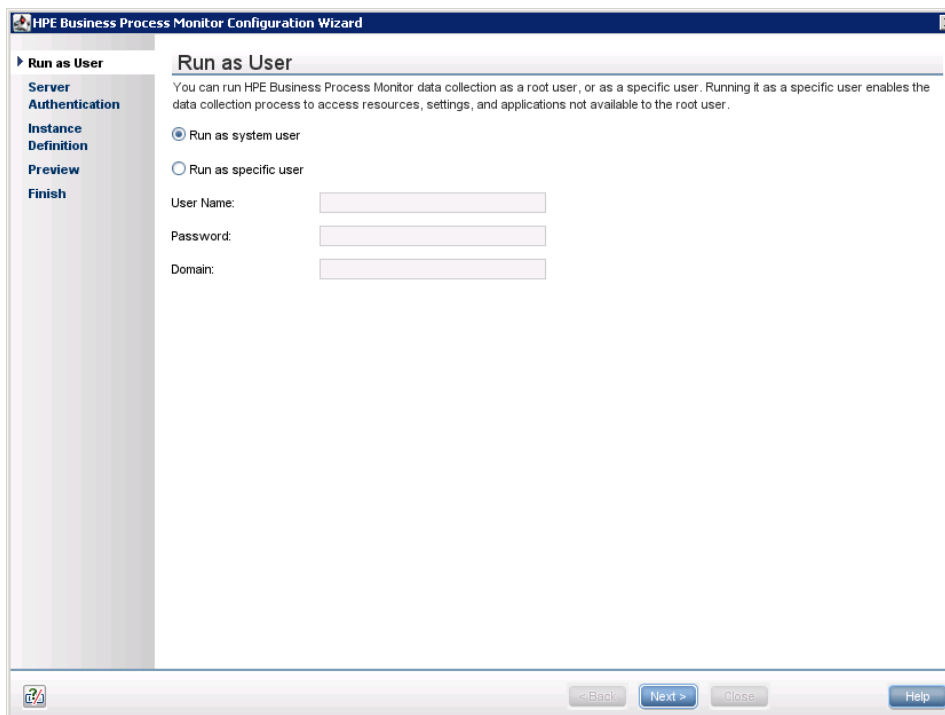 HPE Business Process Monitor Configuration Wizard
Run as User
Server
Authentication
Instance
Definition
Preview
Finish
Run as User
You can run HPE Business Process Monitor data collection as a root user, or as a specific user. Running it as a specific user enables the
data collection process to access resources, settings, and applications not available to the root user.
Run as system user
Run as specific user
User Name:
Password:
Domain:
< Back
Next >
Close
Help